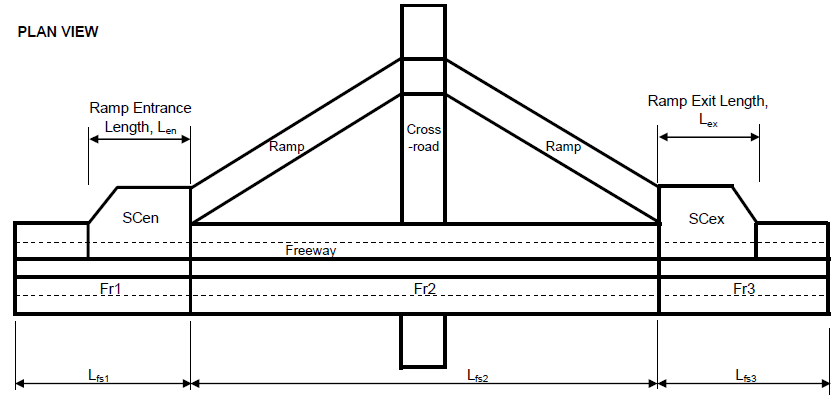 PLAN VIEW
Ramp Entrance
Length, Len
Ramp Exit Length,
Lex
Ramp
Cross
-road
Ramp
SCen
SCex
Freeway
Fr1
Fr2
Fr3
Lfs1
Lfs2
Lfs3